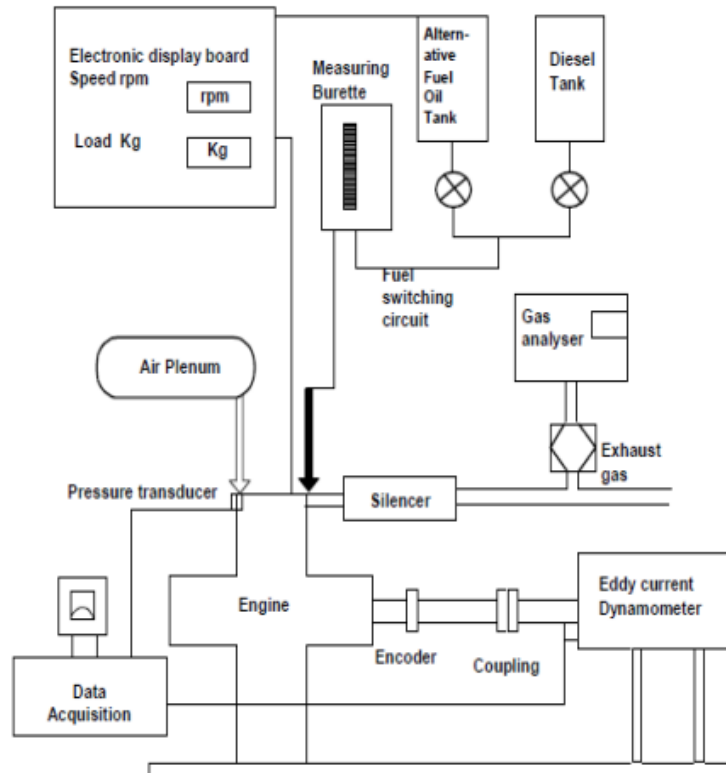 Electronic display board
Speed rpm
rpm
Load Kg
Kg
Measuring
Burette
Altern-
ative
Fuel
Oil
Tank
Diesel
Tank
Fuel
switching
circuit
Gas
analyser
Air Plenum
Exhaust
gas
Pressure transducer
Silencer
Engine
Eddy current
Dynamometer
Encoder
Coupling
Data
Acquisition